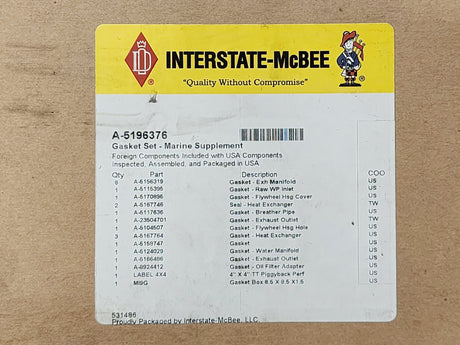 INTERSTATE-McBEE
"Quality Without Compromise"
A-5196376
Gasket Set - Marine Supplement
Foreign Components Included with USA Components
Inspected, Assembled, and Packaged in USA
Qty Part Description COO
8 A-5156319 Gasket - Exh Manifold US
1 A-5116395 Gasket - Raw WP Inlet US
1 A-5170896 Gasket - Flywheel Hsg Cover US
2 A-5167746 Seal - Heat Exchanger TW
1 A-5117636 Gasket - Breather Pipe US
1 A-23504701 Gasket - Exhaust Outlet TW
1 A-5104507 Gasket - Flywheel Hsg Hole US
3 A-5167764 Seal - Heat Exchanger US
1 A-5159747 Gasket US
1 A-5124029 Gasket - Water Manifold US
1 A-5186486 Gasket - Exhaust Outlet US
1 A-8924412 Gasket - Oil Filter Adapter US
1 LABEL 4X4 4" X 4" TT Piggyback Perf US
1 MI9G Gasket Box 8.5 X 9.5 X1.5 US
531486
Proudly Packaged by Interstate-McBee, LLC.